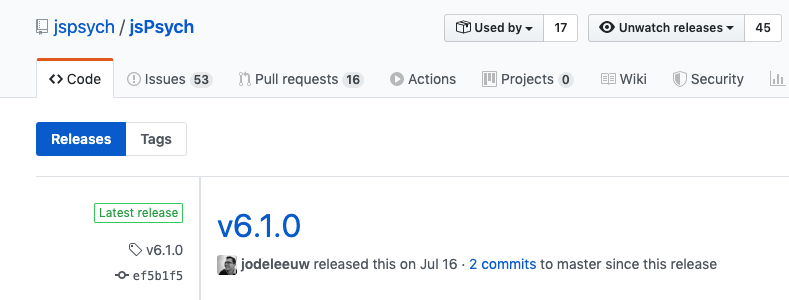 jspsych / jsPsych
Used by 17
Unwatch releases 45
Code
Issues 53
Pull requests 16
Actions
Projects 0
Wiki
Security
Releases
Tags
Latest release
v6.1.0
ef5b1f5
v6.1.0
jodeleeuw released this on Jul 16 · 2 commits to master since this release